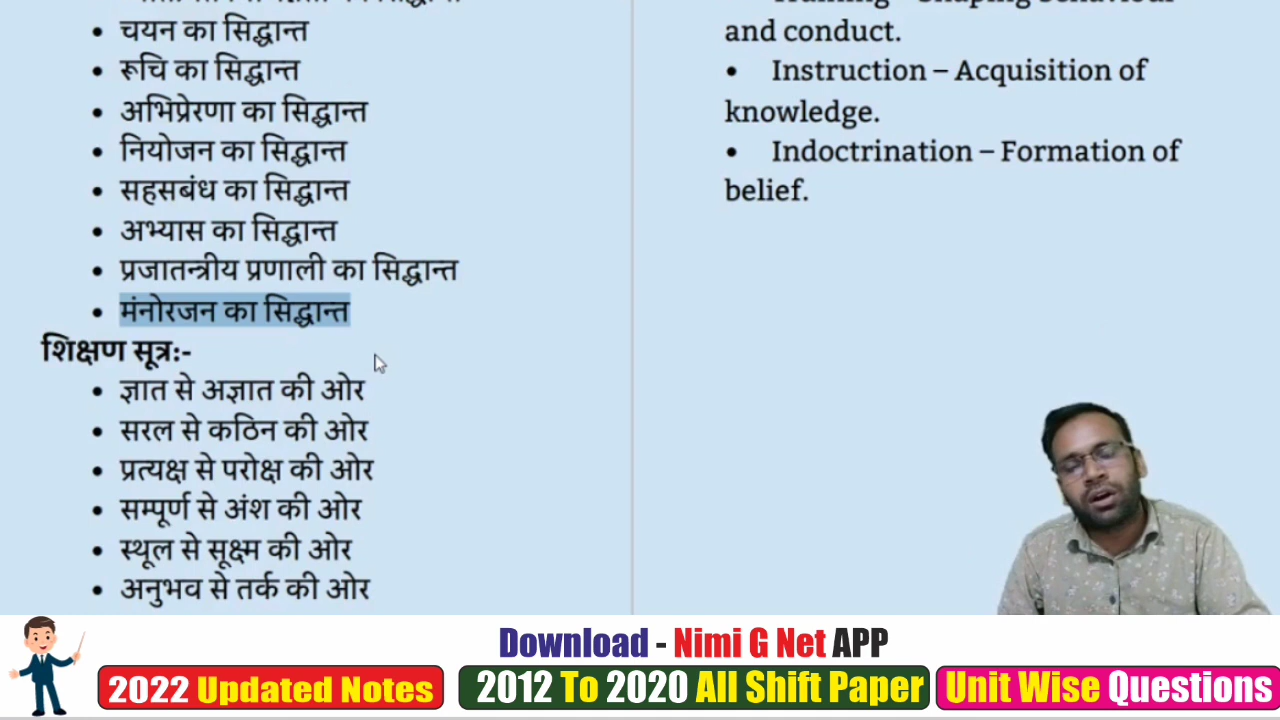 चयन का सिद्धान्त
रूचि का सिद्धान्त
अभिप्रेरणा का सिद्धान्त
नियोजन का सिद्धान्त
सहसबंध का सिद्धान्त
अभ्यास का सिद्धान्त
प्रजातन्त्रीय प्रणाली का सिद्धान्त
मंनोरजन का सिद्धान्त
शिक्षण सूत्रः-
ज्ञात से अज्ञात की ओर
सरल से कठिन की ओर
प्रत्यक्ष से परोक्ष की ओर
सम्पूर्ण से अंश की ओर
स्थूल से सूक्ष्म की ओर
अनुभव से तर्क की ओर
and conduct.
• Instruction – Acquisition of
knowledge.
• Indoctrination – Formation of
belief.
Download - Nimi G Net APP
2022 Updated Notes
2012 To 2020 All Shift Paper
Unit Wise Questions